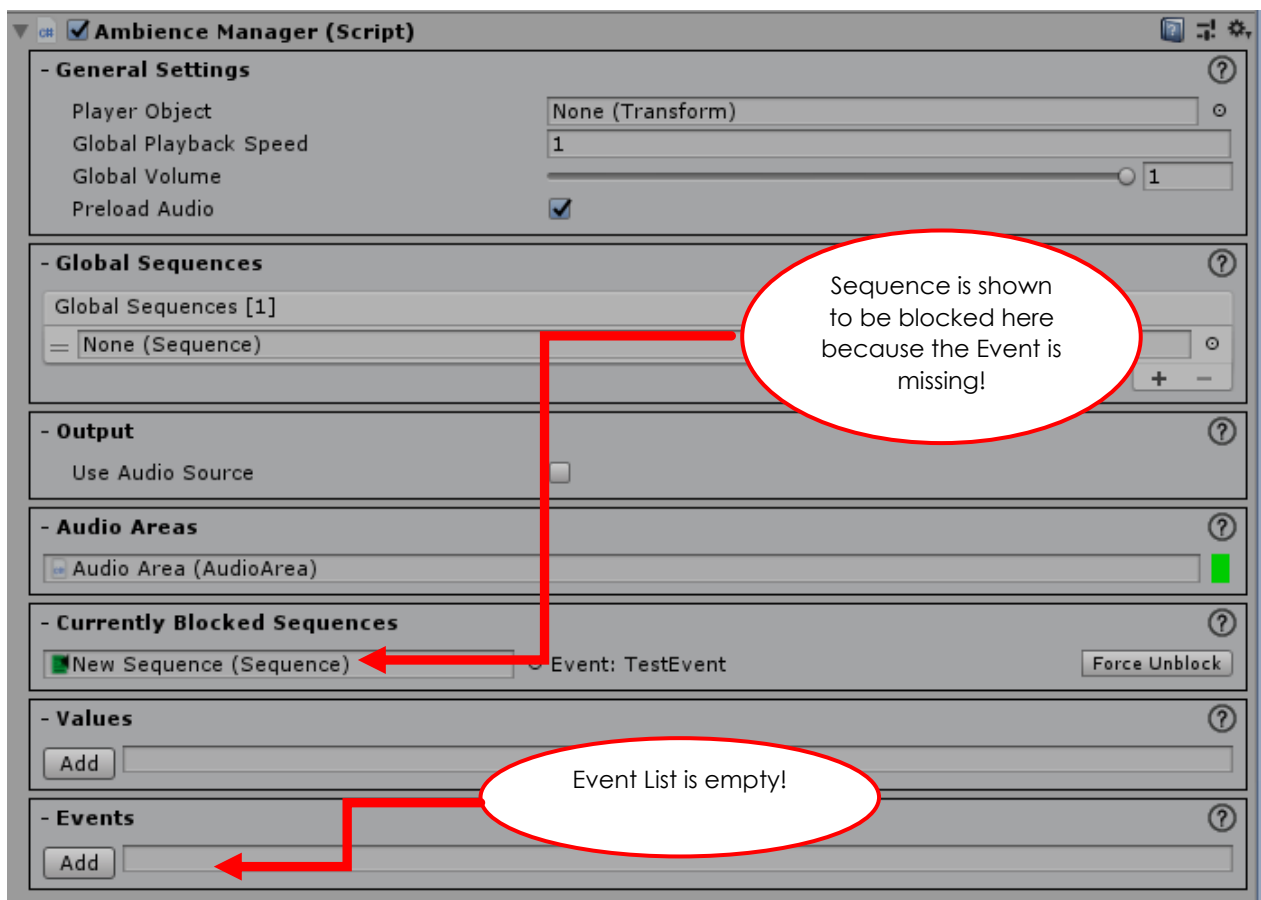 Ambience Manager (Script)
- General Settings
Player Object
None (Transform)
Global Playback Speed
1
Global Volume
1
Preload Audio
- Global Sequences
Global Sequences [1]
None (Sequence)
+ -
Sequence is shown
to be blocked here
because the Event is
missing!
- Output
Use Audio Source
- Audio Areas
Audio Area (AudioArea)
- Currently Blocked Sequences
New Sequence (Sequence)
Event: TestEvent
Force Unblock
- Values
Add
Event List is empty!
- Events
Add